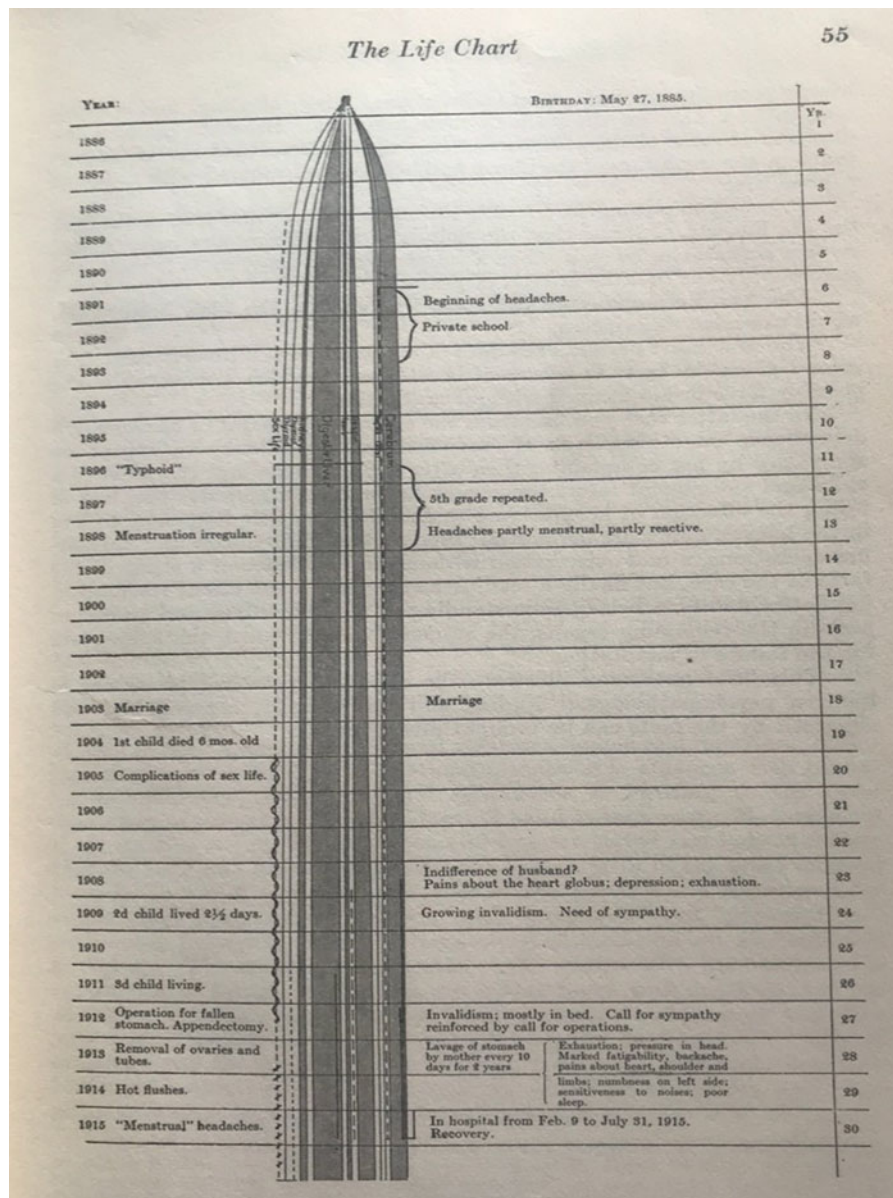 The Life Chart 55
YEAR: BIRTHDAY: May 27, 1885. YR.
1
1886
2
1887
3
1888
4
1889
5
1890
6
1891 Beginning of headaches.
Private school 7
1892
8
1893
9
1894
10
1895
Sex Life Thyroid Digestive Liver Cerebrum
11
1896 "Typhoid"
5th grade repeated. 12
1897
1898 Menstruation irregular. Headaches partly menstrual, partly reactive. 13
1899 14
1900 15
1901 16
1902 17
1903 Marriage Marriage 18
1904 1st child died 6 mos. old 19
1905 Complications of sex life. 20
1906 21
1907 22
Indifference of husband?
1908 Pains about the heart globus; depression; exhaustion. 23
1909 2d child lived 2½ days. Growing invalidism. Need of sympathy. 24
1910 25
1911 3d child living. 26
1912 Operation for fallen Invalidism; mostly in bed. Call for sympathy 27
stomach. Appendectomy. reinforced by call for operations.
1913 Removal of ovaries and Lavage of stomach Exhaustion; pressure in head. 28
tubes. by mother every 10 Marked fatigability, backache,
days for 2 years pains about heart, shoulder and
1914 Hot flushes. limbs; numbness on left side; 29
sensitiveness to noises; poor
sleep.
1915 "Menstrual" headaches. In hospital from Feb. 9 to July 31, 1915. 30
Recovery.